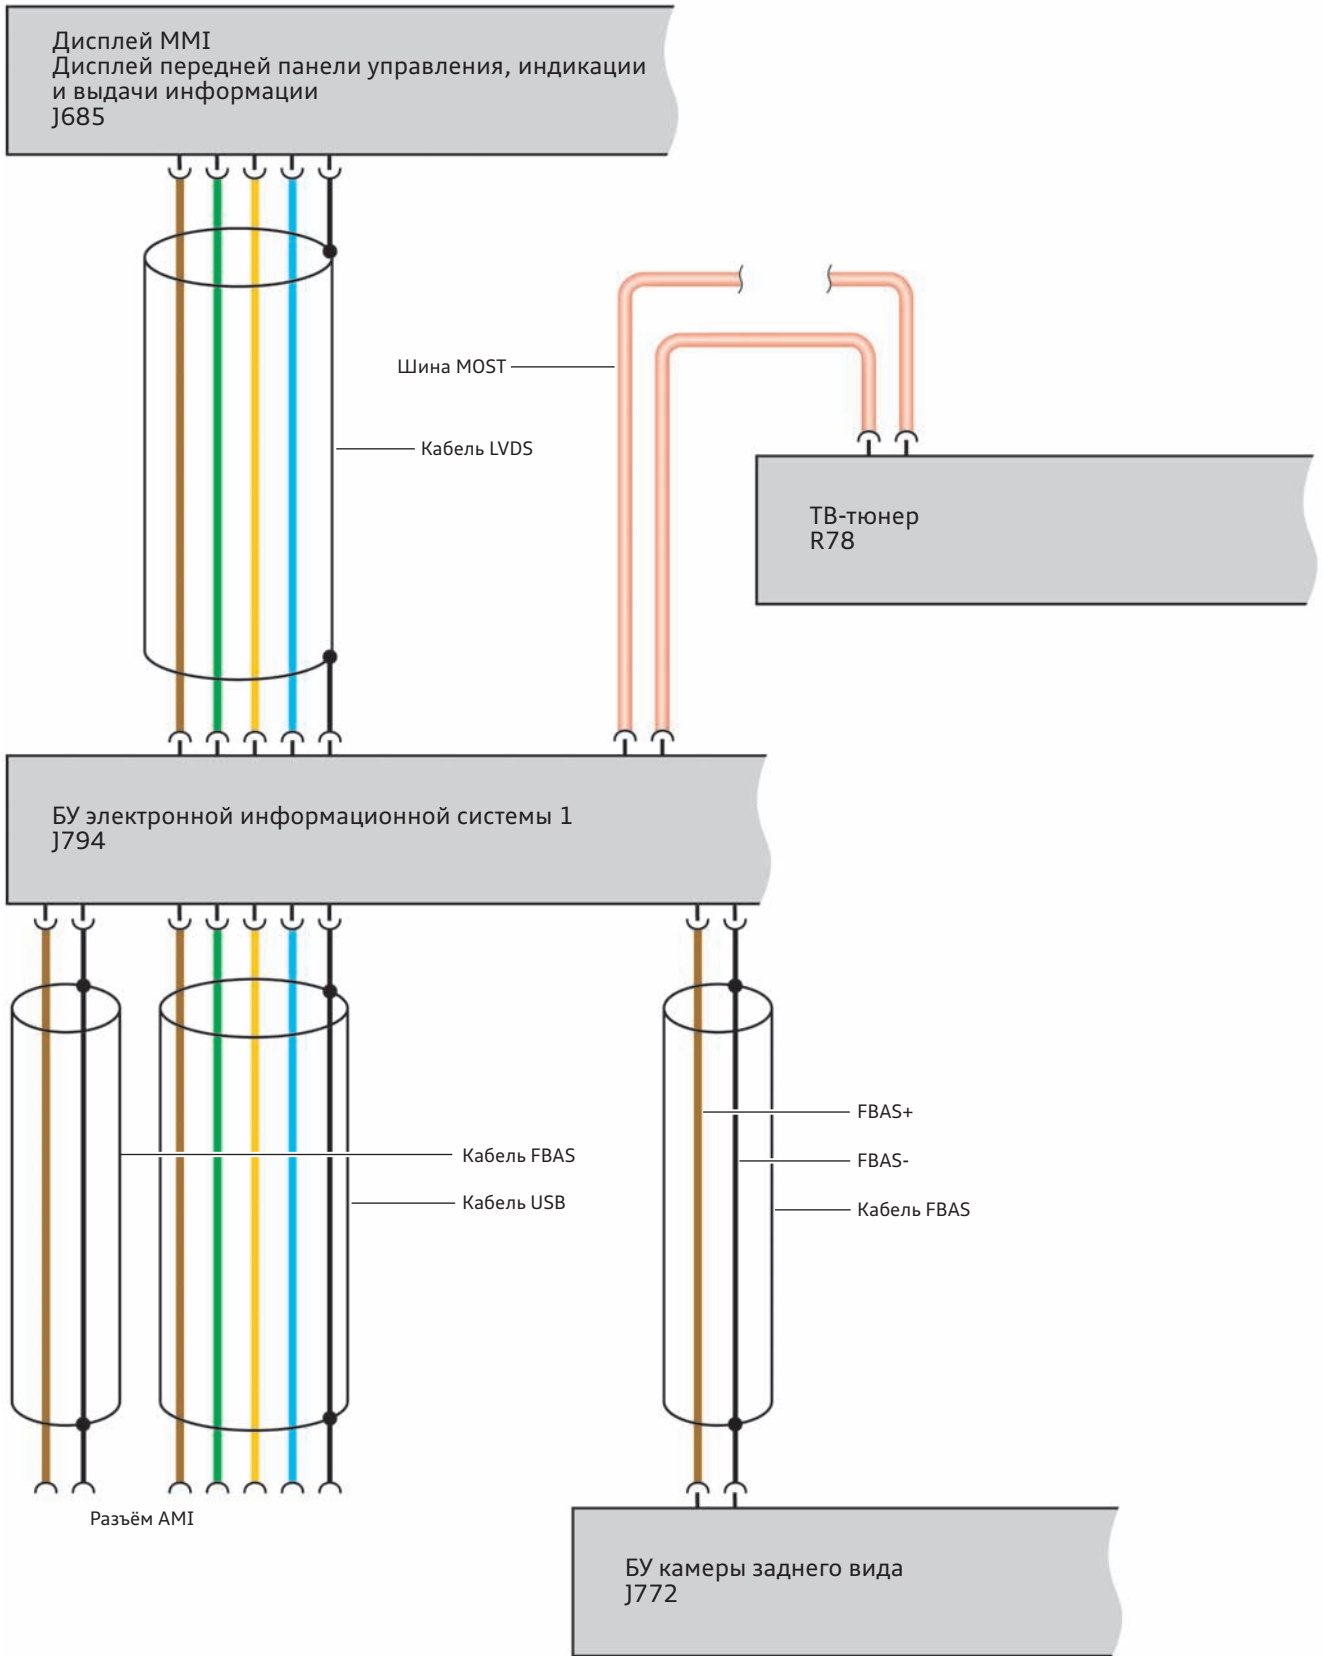 Дисплей MMI
Дисплей передней панели управления, индикации
и выдачи информации
J685
Шина MOST
Кабель LVDS
ТВ-тюнер
R78
БУ электронной информационной системы 1
J794
FBAS+
Кабель FBAS
FBAS-
Кабель USB
Кабель FBAS
Разъём AMI
БУ камеры заднего вида
J772